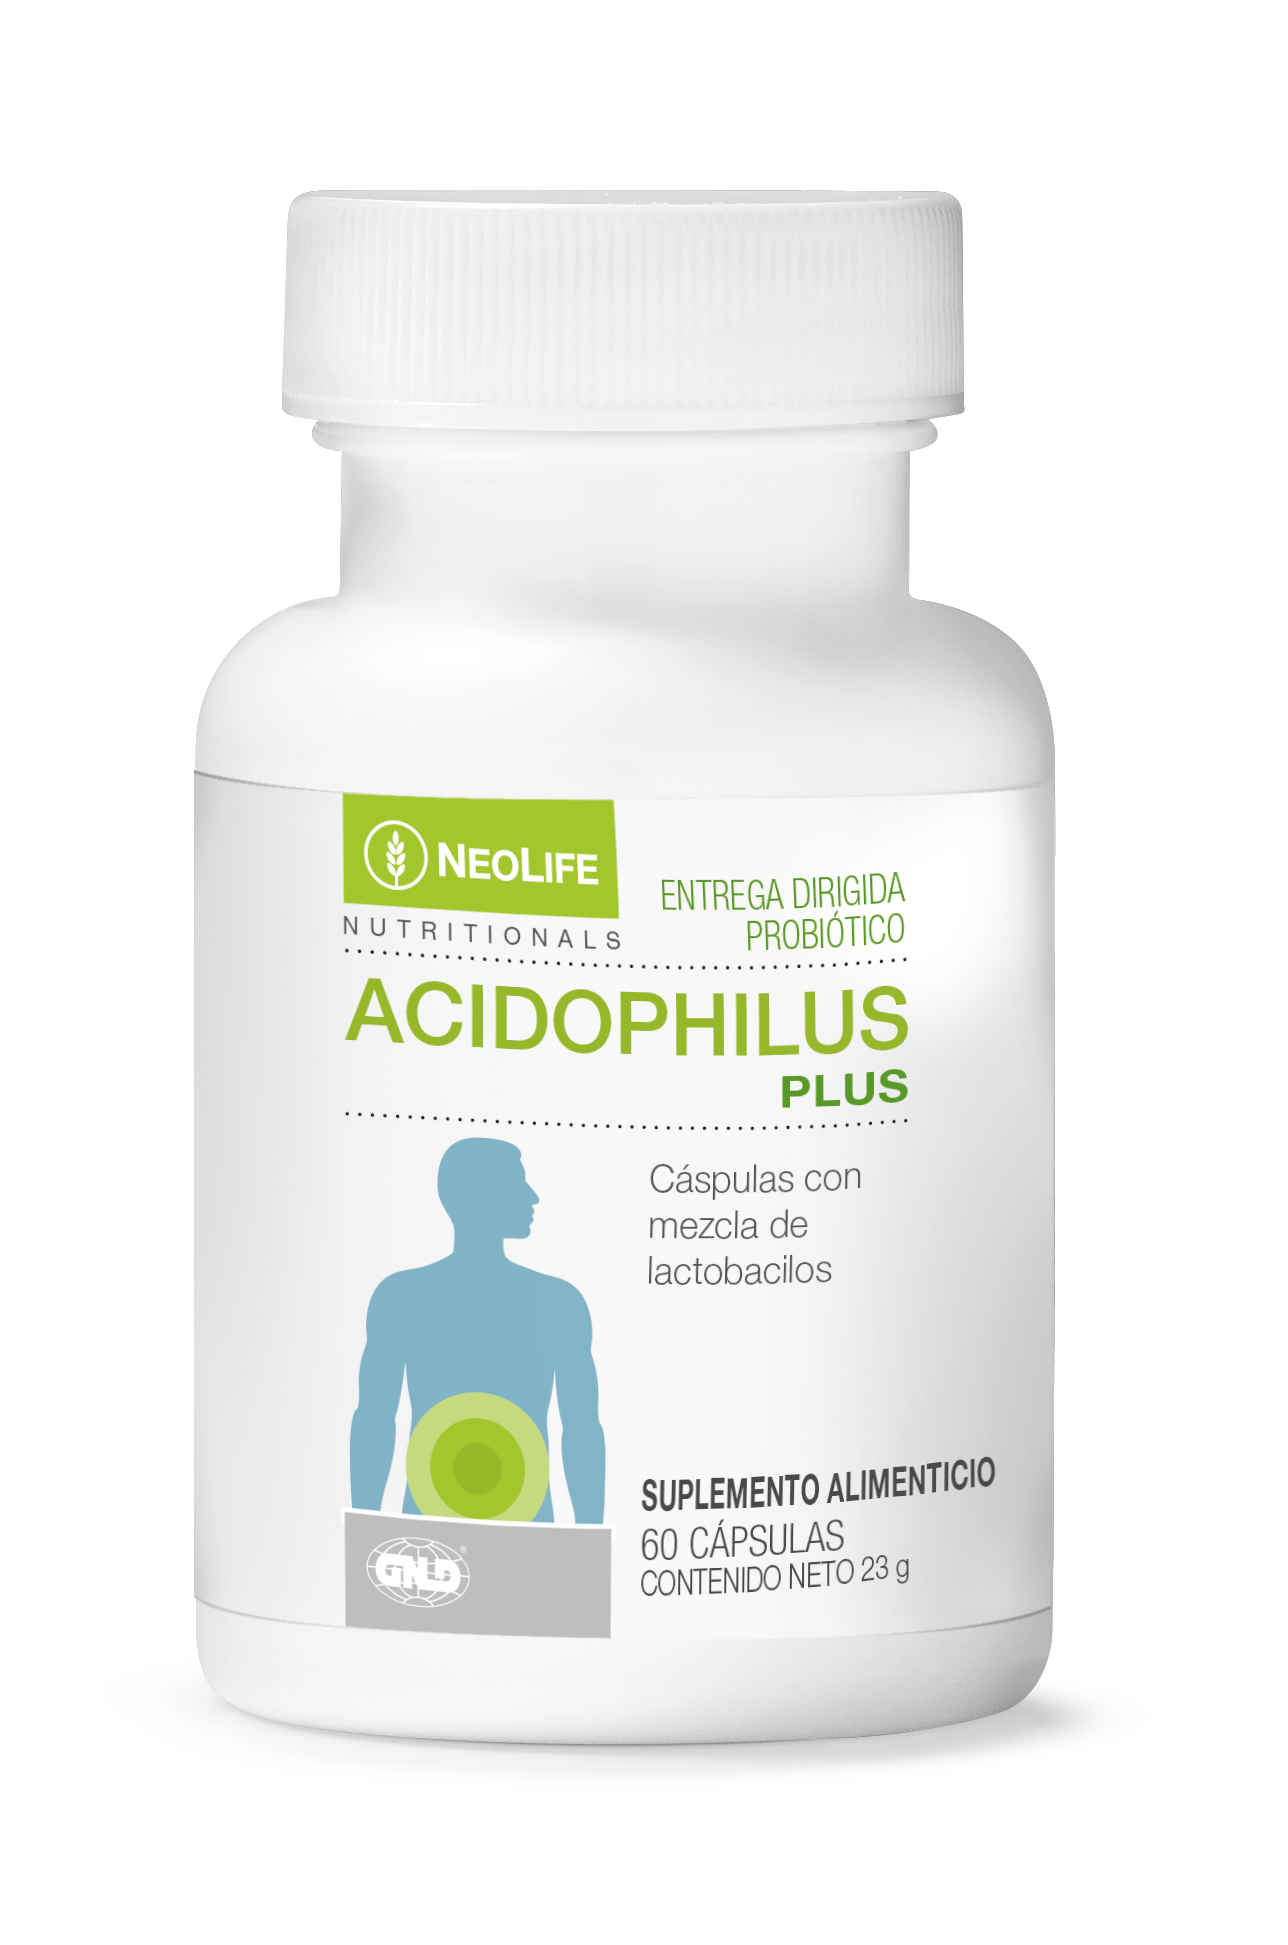 NEOLIFE
NUTRITIONALS
ENTREGA DIRIGIDA
PROBIÓTICO
ACIDOPHILUS
PLUS
Cáspulas con
mezcla de
lactobacilos
SUPLEMENTO ALIMENTICIO
60 CÁPSULAS
CONTENIDO NETO 23 g
GNLD®